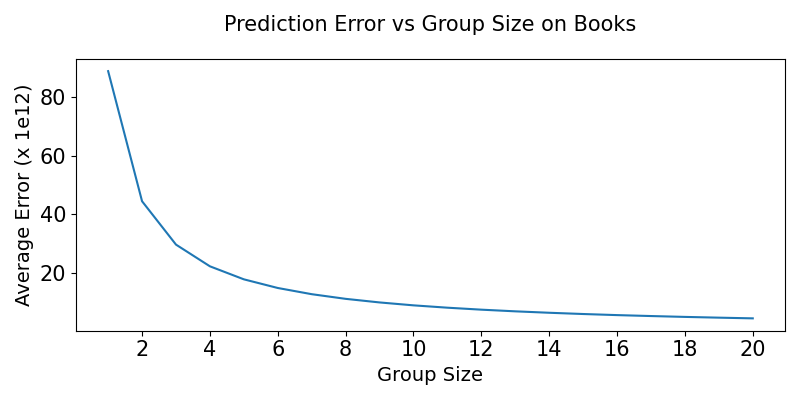 Prediction Error vs Group Size on Books
Average Error (x 1e12)
80
60
40
20
2 4 6 8 10 12 14 16 18 20
Group Size